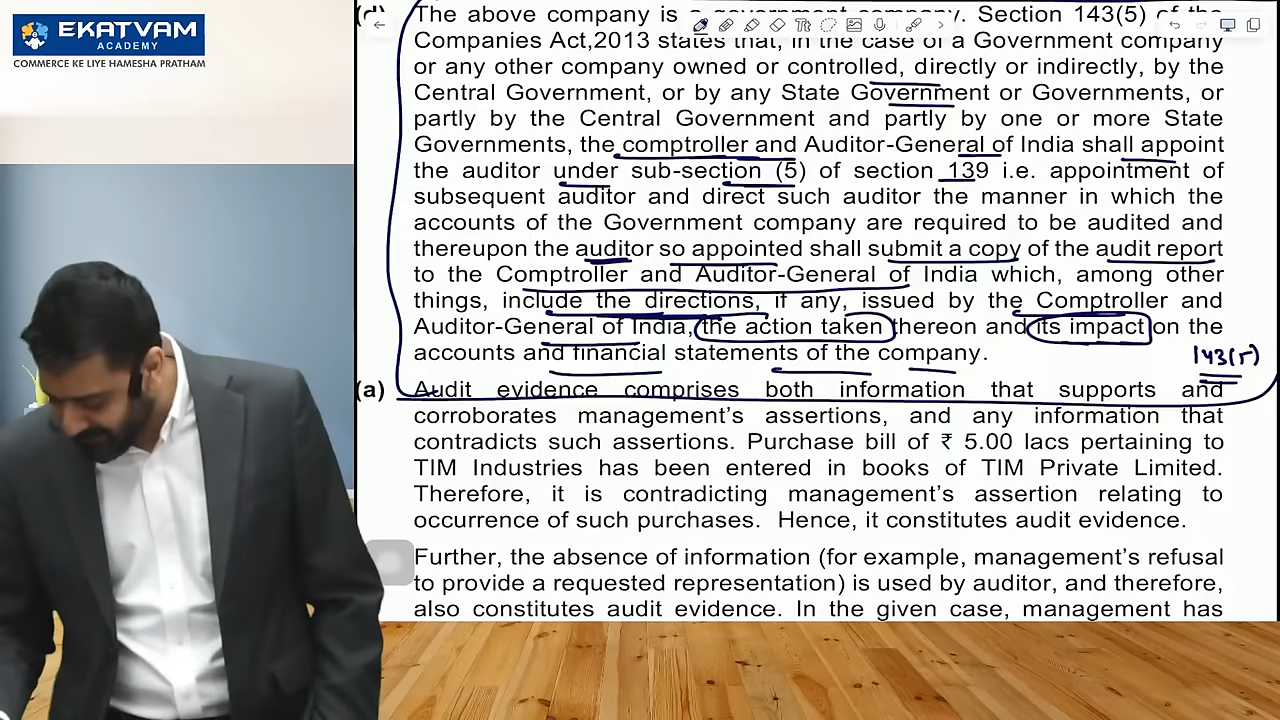 EKATVAM
ACADEMY
COMMERCE KE LIYE HAMESHA PRATHAM
(d) The above company is a government company. Section 143(5) of the
Companies Act,2013 states that, in the case of a Government company
or any other company owned or controlled, directly or indirectly, by the
Central Government, or by any State Government or Governments, or
partly by the Central Government and partly by one or more State
Governments, the comptroller and Auditor-General of India shall appoint
the auditor under sub-section (5) of section 139 i.e. appointment of
subsequent auditor and direct such auditor the manner in which the
accounts of the Government company are required to be audited and
thereupon the auditor so appointed shall submit a copy of the audit report
to the Comptroller and Auditor-General of India which, among other
things, include the directions, if any, issued by the Comptroller and
Auditor-General of India, the action taken thereon and its impact on the
accounts and financial statements of the company.
143(5)
(a) Audit evidence comprises both information that supports and
corroborates management's assertions, and any information that
contradicts such assertions. Purchase bill of ₹ 5.00 lacs pertaining to
TIM Industries has been entered in books of TIM Private Limited.
Therefore, it is contradicting management's assertion relating to
occurrence of such purchases. Hence, it constitutes audit evidence.
Further, the absence of information (for example, management's refusal
to provide a requested representation) is used by auditor, and therefore,
also constitutes audit evidence. In the given case, management has